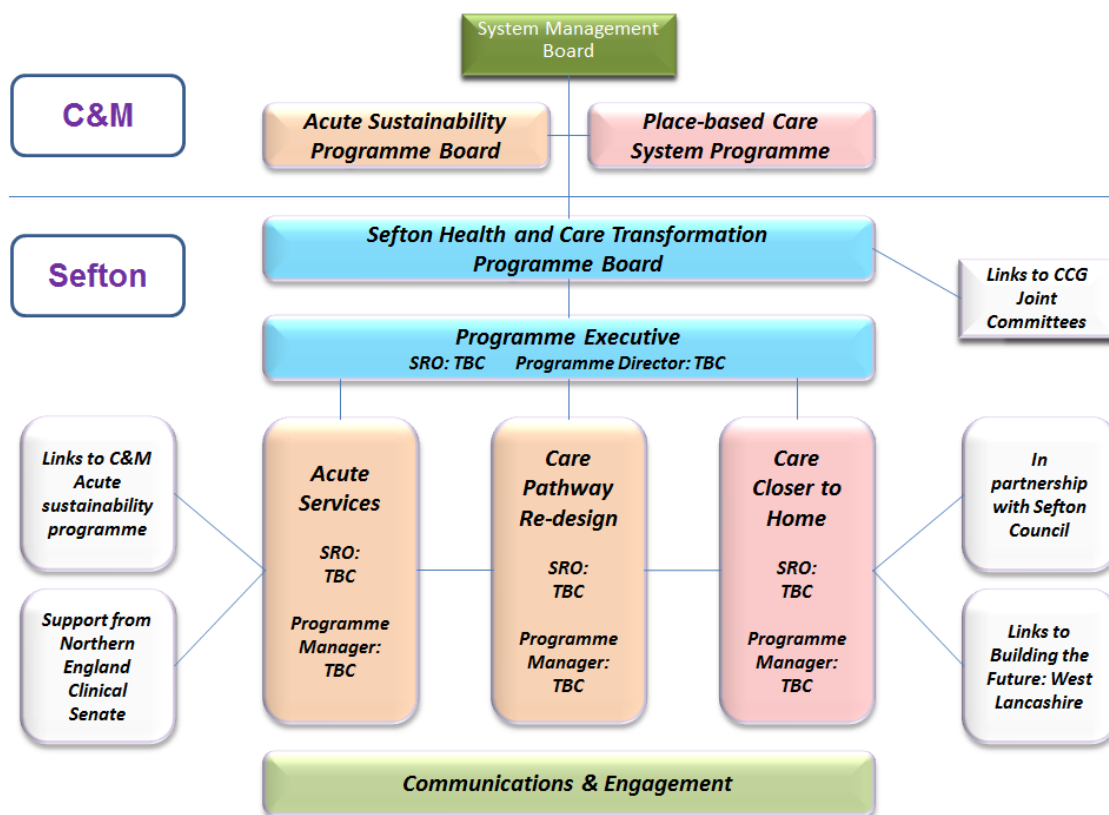 System Management
Board
C&M
Acute Sustainability
Programme Board
Place-based Care
System Programme
Sefton
Sefton Health and Care Transformation
Programme Board
Links to CCG
Joint
Committees
Programme Executive
SRO: TBC Programme Director: TBC
Links to C&M
Acute
sustainability
programme
Support from
Northern
England
Clinical
Senate
Acute
Services
SRO:
TBC
Programme
Manager:
TBC
Care
Pathway
Re-design
SRO:
TBC
Programme
Manager:
TBC
Care
Closer to
Home
SRO:
TBC
Programme
Manager:
TBC
In
partnership
with Sefton
Council
Links to
Building the
Future: West
Lancashire
Communications & Engagement